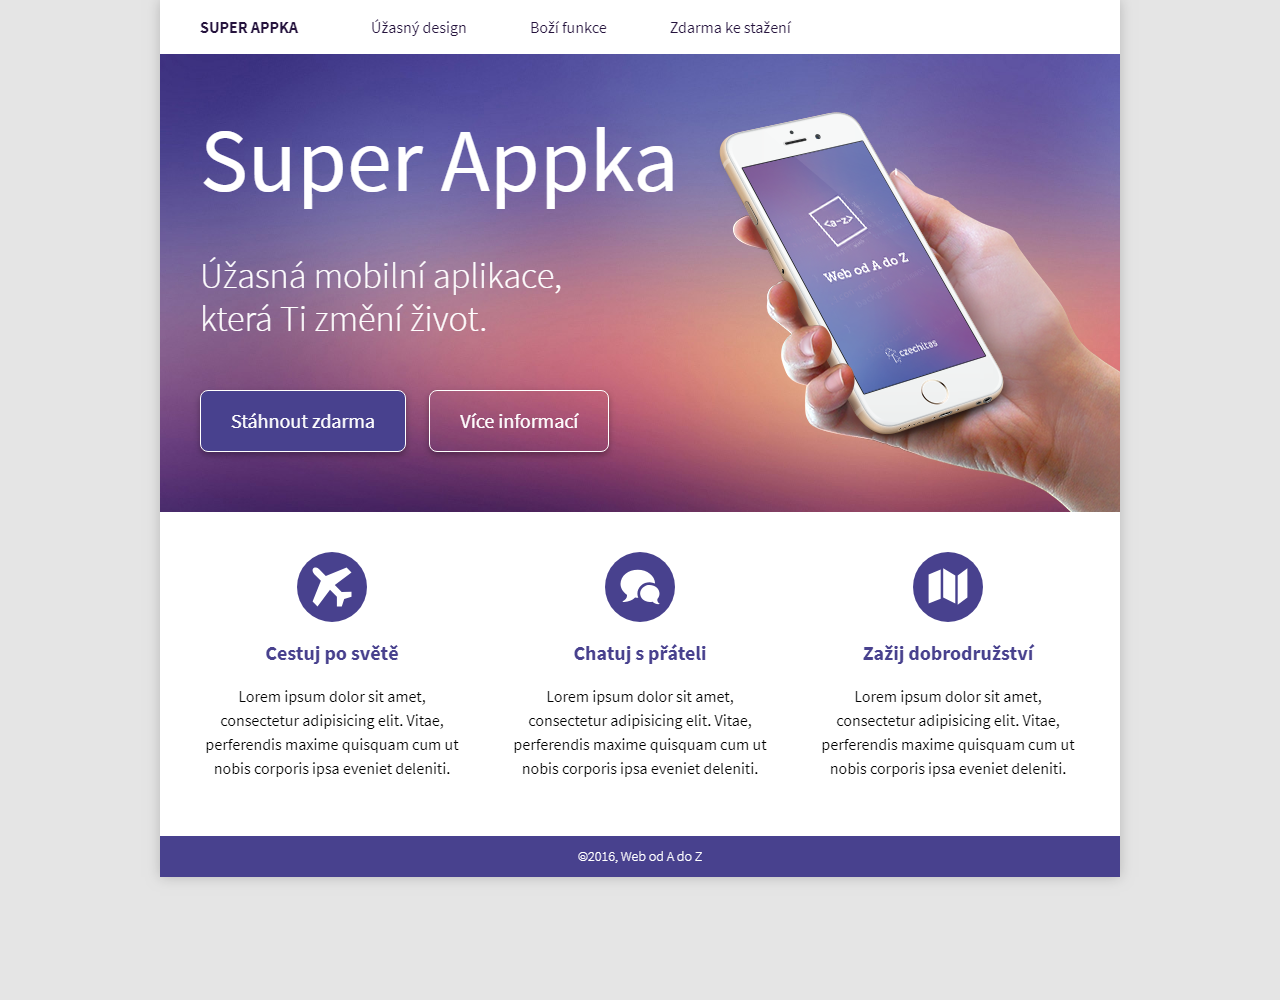 SUPER APPKA
Úžasný design
Boží funkce
Zdarma ke stažení
Super Appka
<a-z>
Web od A do Z
czechitas
Úžasná mobilní aplikace,
která Ti změní život.
Stáhnout zdarma
Více informací
Cestuj po světě
Lorem ipsum dolor sit amet,
consectetur adipisicing elit. Vitae,
perferendis maxime quisquam cum ut
nobis corporis ipsa eveniet deleniti.
Chatuj s přáteli
Lorem ipsum dolor sit amet,
consectetur adipisicing elit. Vitae,
perferendis maxime quisquam cum ut
nobis corporis ipsa eveniet deleniti.
Zažij dobrodružství
Lorem ipsum dolor sit amet,
consectetur adipisicing elit. Vitae,
perferendis maxime quisquam cum ut
nobis corporis ipsa eveniet deleniti.
©2016, Web od A do Z